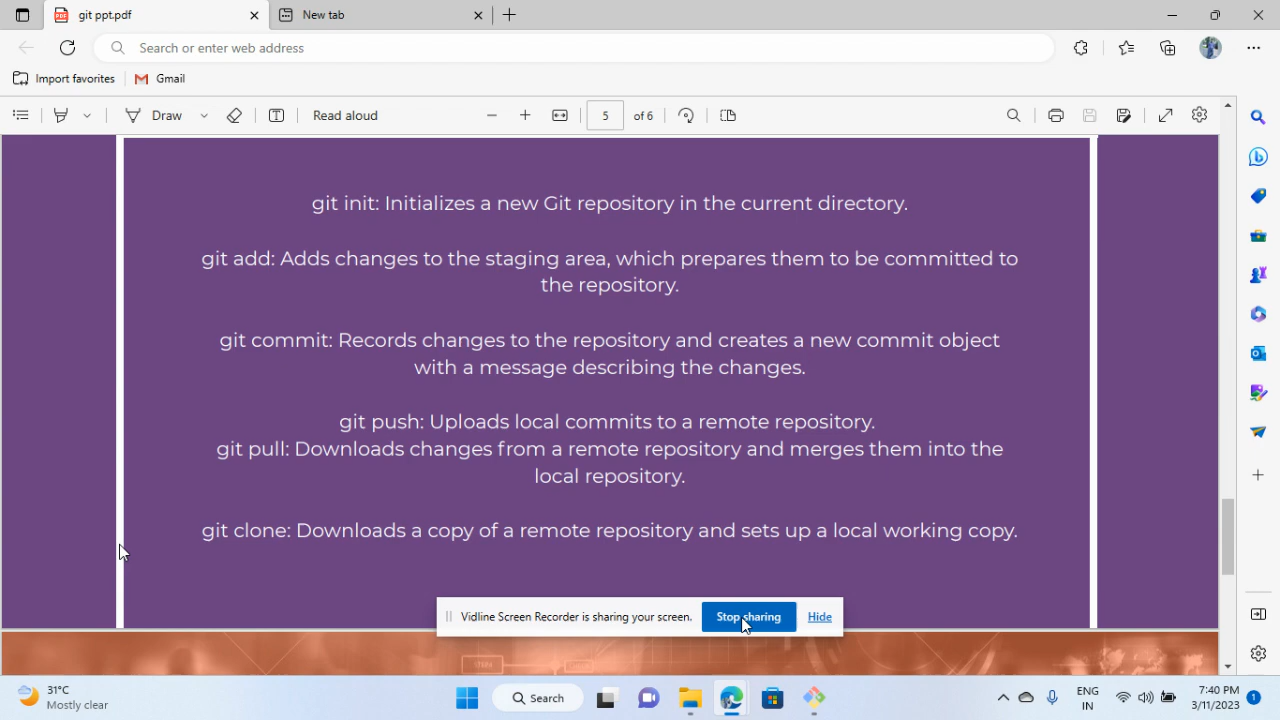 git ppt.pdf
New tab
Search or enter web address
Import favorites
Gmail
Draw
Read aloud
5
of 6
git init: Initializes a new Git repository in the current directory.
git add: Adds changes to the staging area, which prepares them to be committed to
the repository.
git commit: Records changes to the repository and creates a new commit object
with a message describing the changes.
git push: Uploads local commits to a remote repository.
git pull: Downloads changes from a remote repository and merges them into the
local repository.
git clone: Downloads a copy of a remote repository and sets up a local working copy.
Vidline Screen Recorder is sharing your screen.
Stop sharing
Hide
31°C
Mostly clear
Search
ENG
IN
7:40 PM
3/11/2023
1